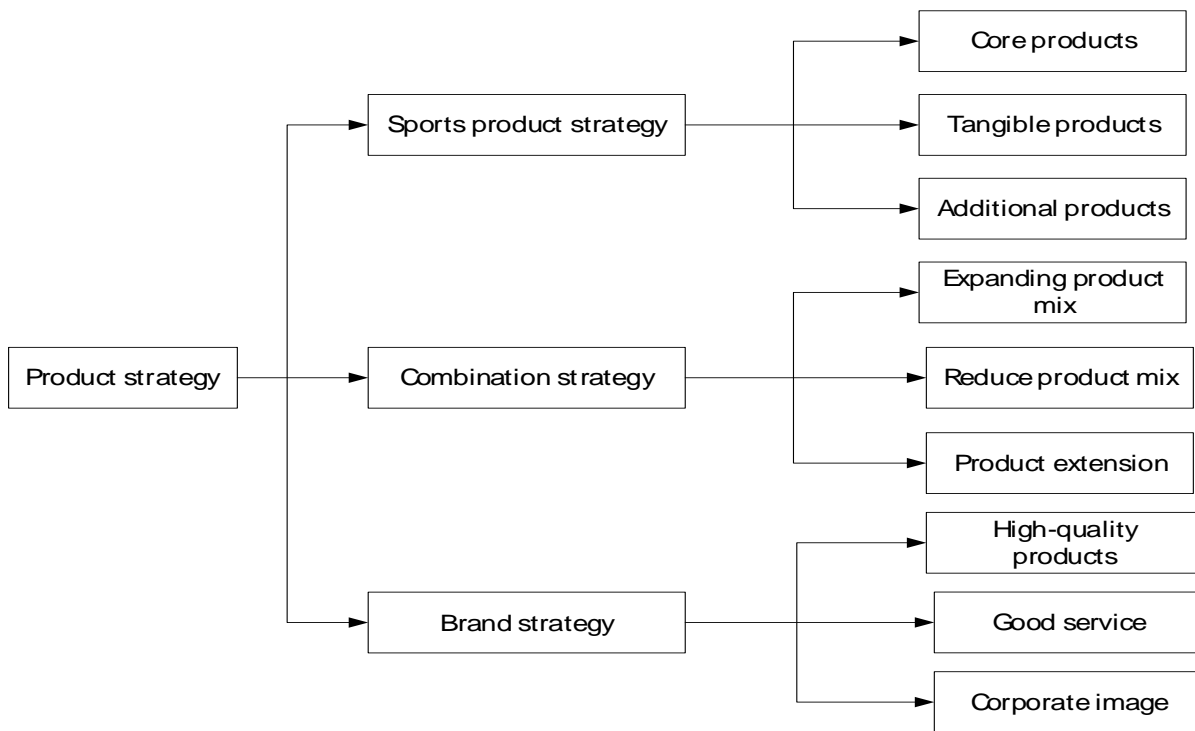 Core products
Sports product strategy
Tangible products
Additional products
Expanding product
mix
Product strategy
Combination strategy
Reduce product mix
Product extension
High-quality
products
Brand strategy
Good service
Corporate image